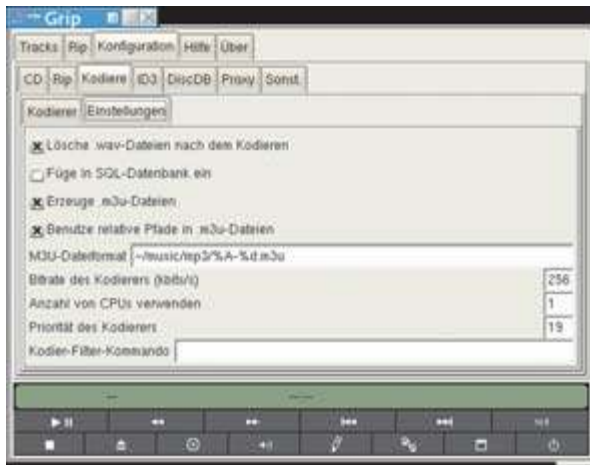 Grip
Tracks Rip Konfiguration Hilfe Über
CD Rip Kodiere ID3 DiscDB Proxy Sonst.
Kodierer Einstellungen
Lösche .wav-Dateien nach dem Kodieren
Füge in SQL-Datenbank ein
Erzeuge .m3u-Dateien
Benutze relative Pfade in .m3u-Dateien
M3U-Dateiformat ~/music/mp3/%A-%d.m3u
Bitrate des Kodierers (kbits/s) 256
Anzahl von CPUs verwenden 1
Priorität des Kodierers 19
Kodier-Filter-Kommando